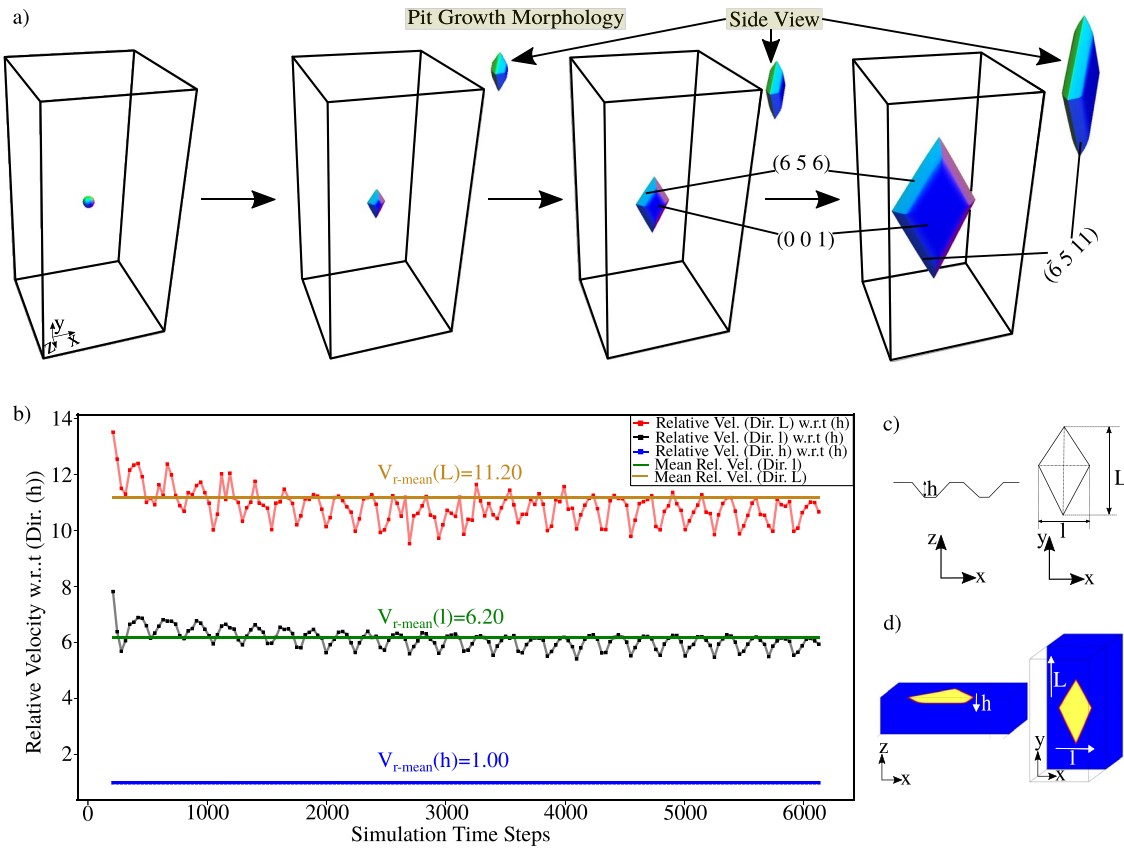 a)
Pit Growth Morphology
Side View
(6 5 6)
(0 0 1)
(6̄ 5 11)
y
z
x
b)
14
12
10
8
6
4
2
Relative Velocity w.r..t (Dir. (h))
Relative Vel. (Dir. L) w.r.t (h)
Relative Vel. (Dir. l) w.r.t (h)
Relative Vel. (Dir. h) w.r.t (h)
Mean Rel. Vel. (Dir. l)
Mean Rel. Vel. (Dir. L)
Vr-mean(L)=11.20
Vr-mean(l)=6.20
Vr-mean(h)=1.00
0 1000 2000 3000 4000 5000 6000
Simulation Time Steps
c)
h
L
l
z
x
y
x
d)
h
L
l
z
x
y
x